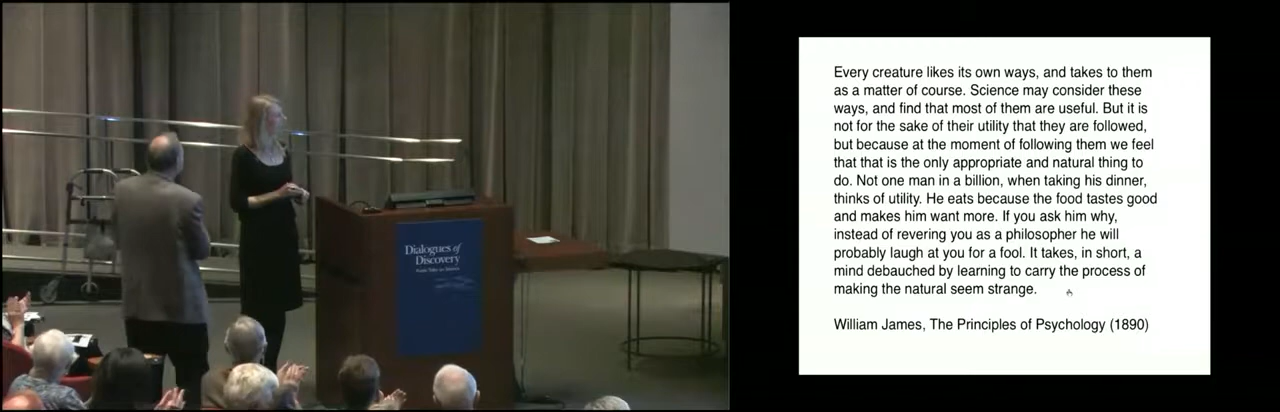 Dialogues of
Discovery
Every creature likes its own ways, and takes to them
as a matter of course. Science may consider these
ways, and find that most of them are useful. But it is
not for the sake of their utility that they are followed,
but because at the moment of following them we feel
that that is the only appropriate and natural thing to
do. Not one man in a billion, when taking his dinner,
thinks of utility. He eats because the food tastes good
and makes him want more. If you ask him why,
instead of revering you as a philosopher he will
probably laugh at you for a fool. It takes, in short, a
mind debauched by learning to carry the process of
making the natural seem strange.
William James, The Principles of Psychology (1890)